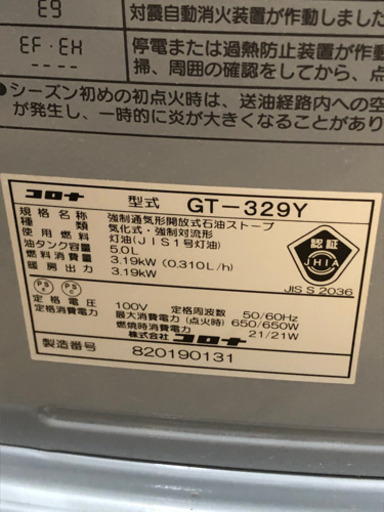 E9 対震自動消火装置が作動しました
EF・EH 停電または過熱防止装置が作動
---- 掃、周囲の確認をしてから、点
●シーズン初めの初点火時は、送油経路内への空
が発生し、一時的に炎が大きくなることがあり
コロナ 型式 GT-329Y
規格名称 強制通気形開放式石油ストーブ
種類 気化式・強制対流形
使用燃料 灯油(JIS1号灯油)
油タンク容量 5.0L
燃料消費量 3.19kW (0.310L/h)
暖房出力 3.19kW
認証
JHIA
JIS S 2036
PS C
PS E
定格電圧 100V 定格周波数 50/60Hz
定格消費電力 最大消費電力 (点火時) 650/650W
燃焼時消費電力 21/21W
株式会社コロナ
製造番号 820190131